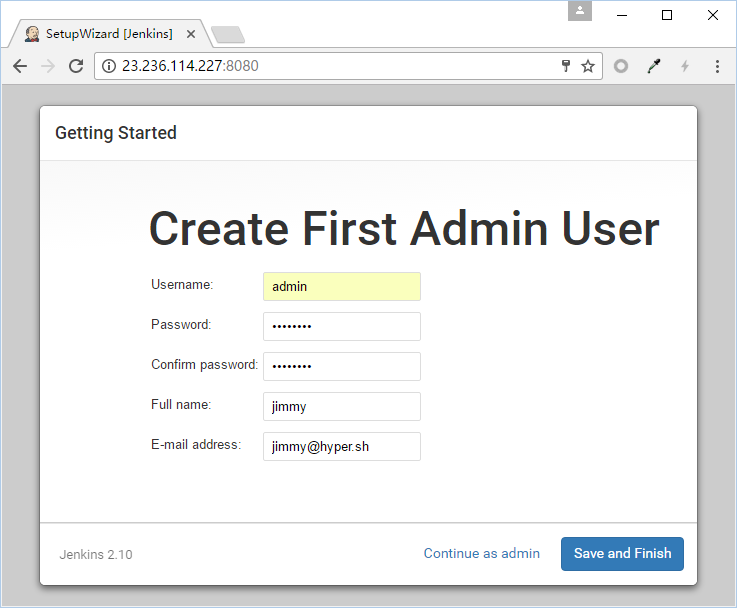 SetupWizard [Jenkins]
23.236.114.227:8080
Getting Started
Create First Admin User
Username: admin
Password: ••••••••
Confirm password: ••••••••
Full name: jimmy
E-mail address: jimmy@hyper.sh
Jenkins 2.10 Continue as admin Save and Finish